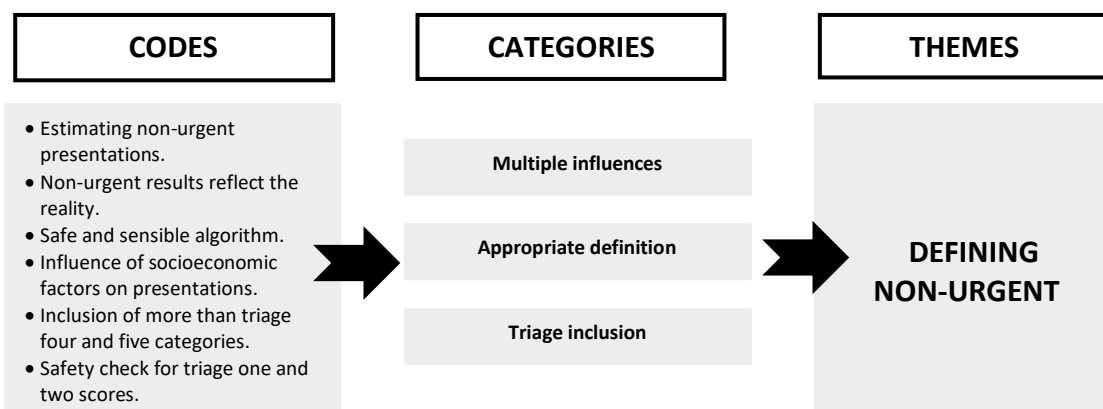 CODES
CATEGORIES
THEMES
• Estimating non-urgent
presentations.
• Non-urgent results reflect the
reality.
• Safe and sensible algorithm.
• Influence of socioeconomic
factors on presentations.
• Inclusion of more than triage
four and five categories.
• Safety check for triage one and
two scores.
Multiple influences
Appropriate definition
Triage inclusion
DEFINING
NON-URGENT